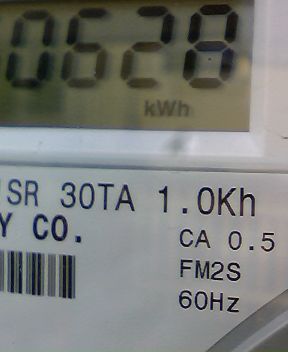 0628
kWh
SR 30TA 1.0Kh
Y CO.
CA 0.5
FM2S
60Hz